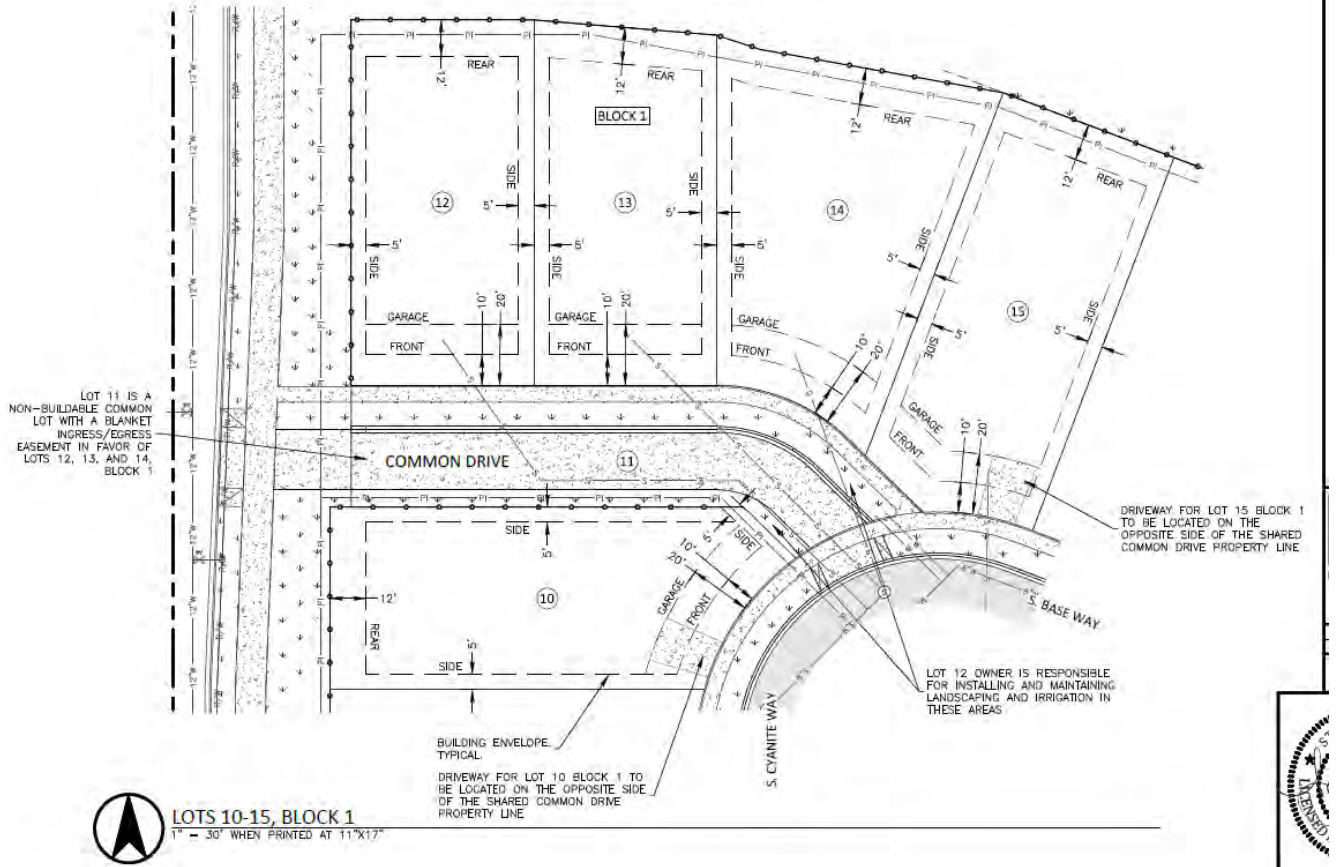 REAR
12'
REAR
12'
BLOCK 1
12'
REAR
12'
REAR
12
13
14
15
SIDE
SIDE
SIDE
SIDE
SIDE
SIDE
SIDE
5'
5'
5'
5'
5'
5'
5'
5'
GARAGE
FRONT
10'
20'
GARAGE
FRONT
10'
20'
GARAGE
FRONT
10'
20'
GARAGE
FRONT
10'
20'
LOT 11 IS A
NON-BUILDABLE COMMON
LOT WITH A BLANKET
INGRESS/EGRESS
EASEMENT IN FAVOR OF
LOTS 12, 13, AND 14,
BLOCK 1
COMMON DRIVE
11
DRIVEWAY FOR LOT 15 BLOCK 1
TO BE LOCATED ON THE
OPPOSITE SIDE OF THE SHARED
COMMON DRIVE PROPERTY LINE
SIDE
5'
5'
SIDE
10'
20'
GARAGE
FRONT
10
12'
REAR
SIDE
5'
S. BASE WAY
S. CYANITE WAY
LOT 12 OWNER IS RESPONSIBLE
FOR INSTALLING AND MAINTAINING
LANDSCAPING AND IRRIGATION IN
THESE AREAS
BUILDING ENVELOPE,
TYPICAL
DRIVEWAY FOR LOT 10 BLOCK 1 TO
BE LOCATED ON THE OPPOSITE SIDE
OF THE SHARED COMMON DRIVE
PROPERTY LINE
LOTS 10-15, BLOCK 1
1" = 30' WHEN PRINTED AT 11"X17"
LICENSED